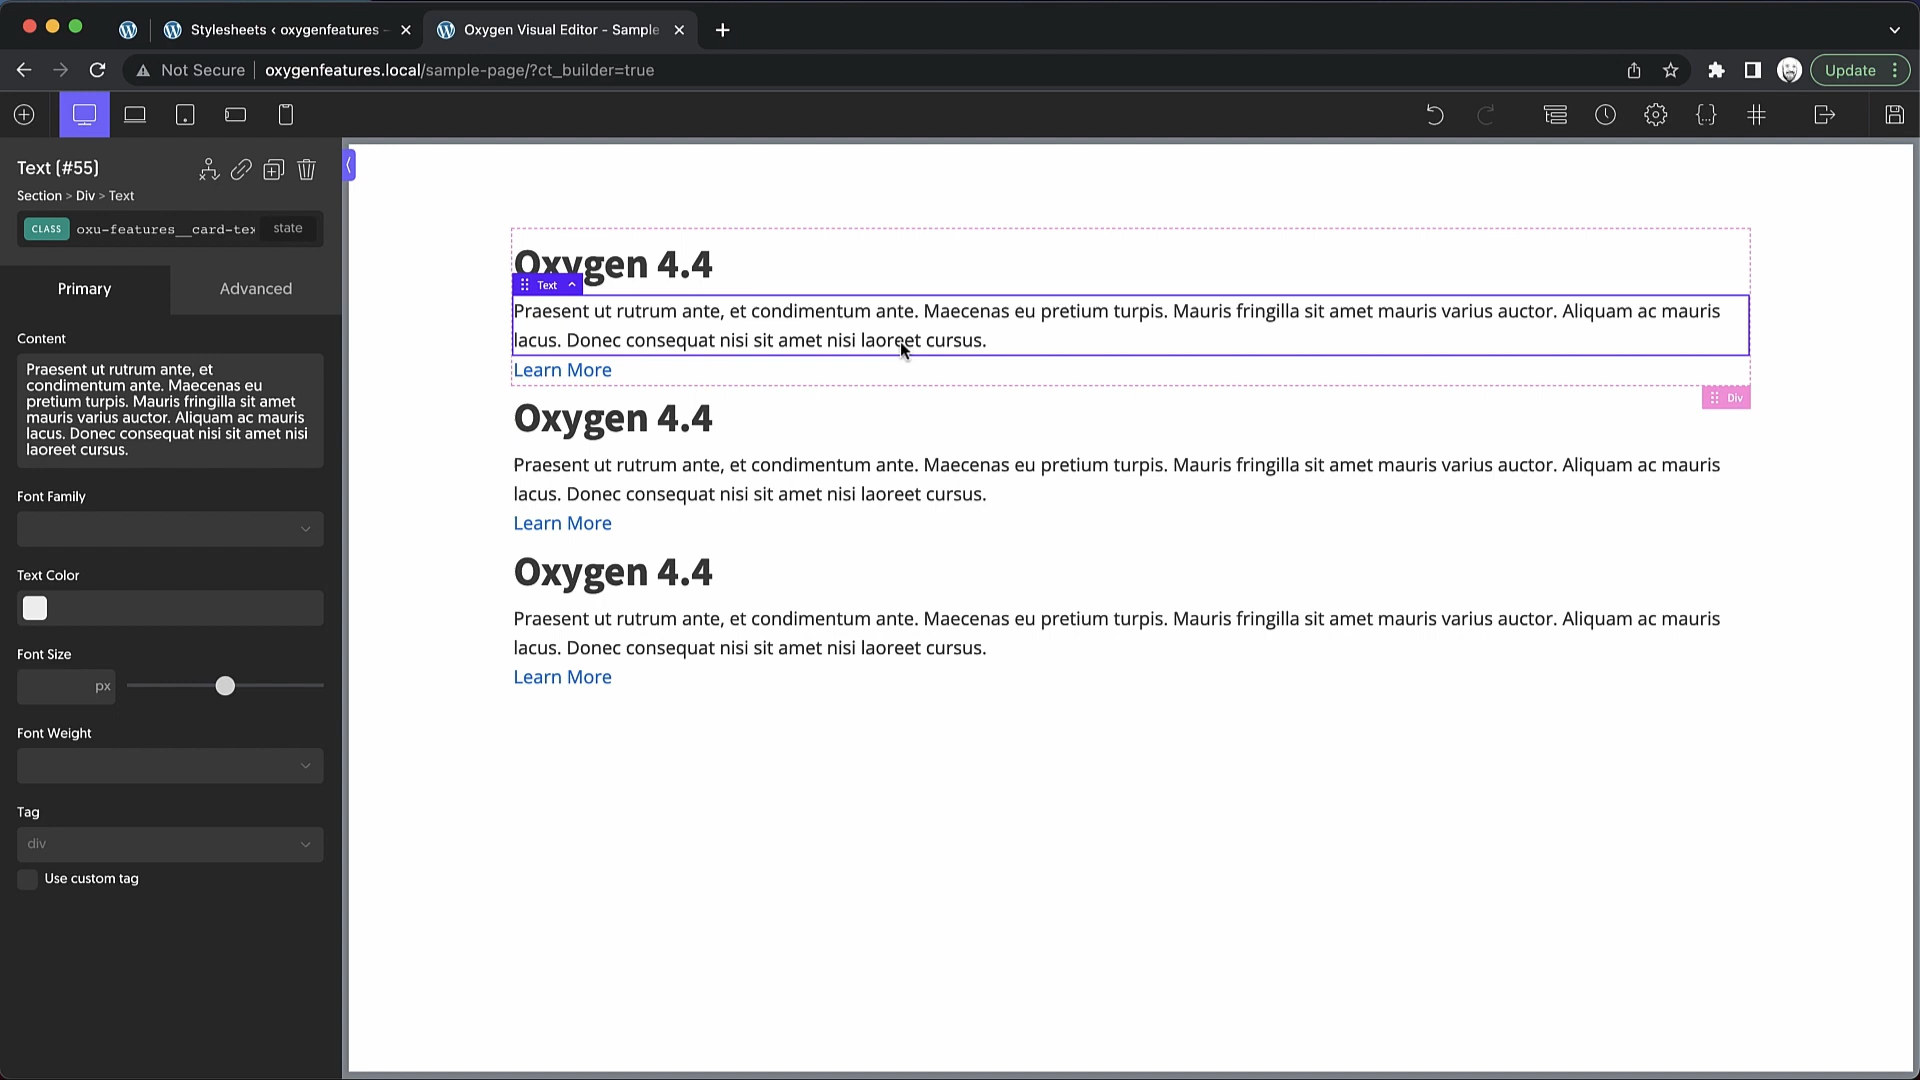 Stylesheets ‹ oxygenfeatures -
Oxygen Visual Editor - Sample
Not Secure
oxygenfeatures.local/sample-page/?ct_builder=true
Update
Text (#55)
Section > Div > Text
CLASS
oxu-features__card-tex
state
Primary
Advanced
Content
Praesent ut rutrum ante, et
condimentum ante. Maecenas eu
pretium turpis. Mauris fringilla sit amet
mauris varius auctor. Aliquam ac mauris
lacus. Donec consequat nisi sit amet nisi
laoreet cursus.
Font Family
Text Color
Font Size
px
Font Weight
Tag
div
Use custom tag
Oxygen 4.4
Text
Praesent ut rutrum ante, et condimentum ante. Maecenas eu pretium turpis. Mauris fringilla sit amet mauris varius auctor. Aliquam ac mauris
lacus. Donec consequat nisi sit amet nisi laoreet cursus.
Learn More
Div
Oxygen 4.4
Praesent ut rutrum ante, et condimentum ante. Maecenas eu pretium turpis. Mauris fringilla sit amet mauris varius auctor. Aliquam ac mauris
lacus. Donec consequat nisi sit amet nisi laoreet cursus.
Learn More
Oxygen 4.4
Praesent ut rutrum ante, et condimentum ante. Maecenas eu pretium turpis. Mauris fringilla sit amet mauris varius auctor. Aliquam ac mauris
lacus. Donec consequat nisi sit amet nisi laoreet cursus.
Learn More